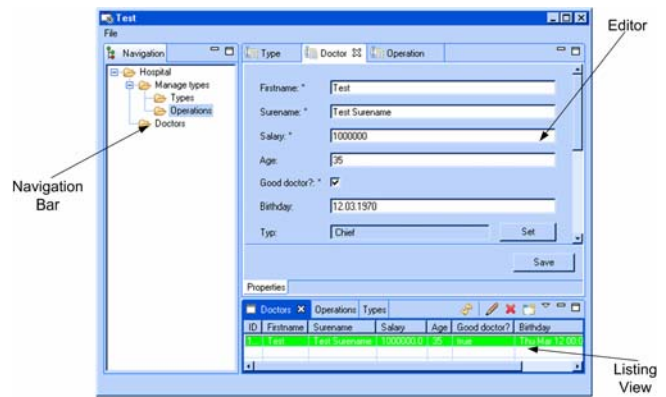 Test
File
Editor
Navigation
Type
Doctor
Operation
Hospital
Manage types
Types
Operations
Doctors
Navigation
Bar
Firstname: *
Test
Surename: *
Test Surename
Salary: *
1000000
Age:
35
Good doctor?: *
Birthday:
12.03.1970
Typ:
Chief
Set
Save
Properties
Doctors
Operations
Types
ID Firstname Surename Salary Age Good doctor? Birthday
1 Test Test Surename 1000000.0 35 true Thu Mar 12 00:0
Listing
View